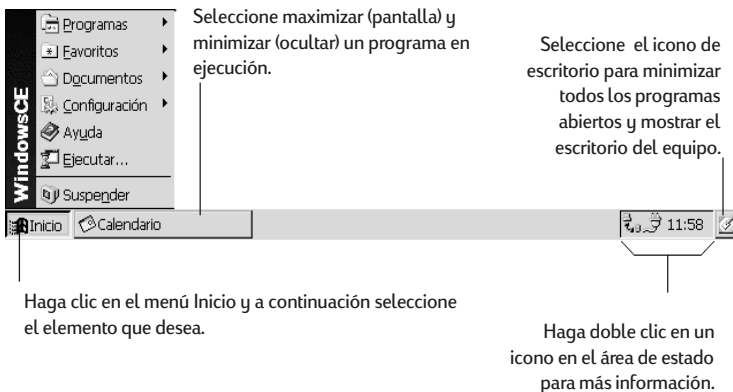 Programas
Favoritos
Documentos
Configuración
Ayuda
Ejecutar...
Suspender
WindowsCE
Inicio
Calendario
11:58
Seleccione maximizar (pantalla) y
minimizar (ocultar) un programa en
ejecución.
Seleccione el icono de
escritorio para minimizar
todos los programas
abiertos y mostrar el
escritorio del equipo.
Haga clic en el menú Inicio y a continuación seleccione
el elemento que desea.
Haga doble clic en un
icono en el área de estado
para más información.